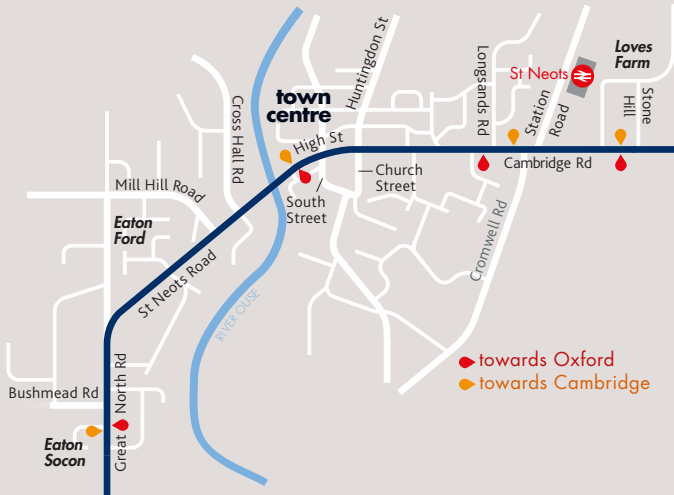 Huntingdon St
Loves
Farm
St Neots
Longsands Rd
Station
Road
Stone
Hill
town
centre
Cross Hall Rd
High St
Cambridge Rd
Church
Street
Mill Hill Road
South
Street
Eaton
Ford
Cromwell Rd
St Neots Road
RIVER OUSE
towards Oxford
towards Cambridge
Bushmead Rd
Great North Rd
Eaton
Socon